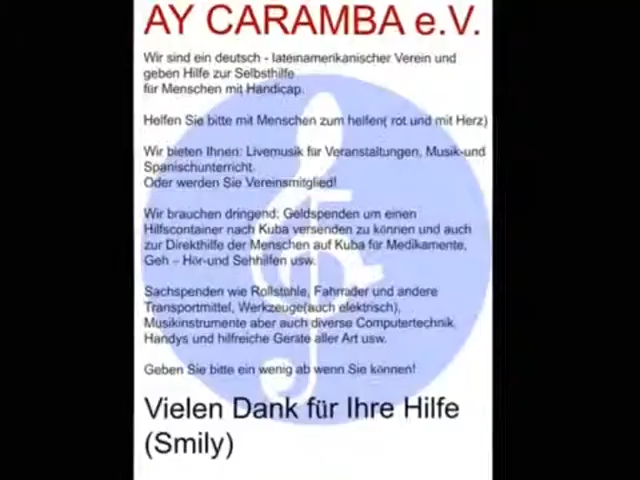 AY CARAMBA e.V.
Wir sind ein deutsch - lateinamerikanischer Verein und
geben Hilfe zur Selbsthilfe
für Menschen mit Handicap.
Helfen Sie bitte mit Menschen zum helfen( rot und mit Herz)
Wir bieten Ihnen: Livemusik für Veranstaltungen, Musik-und
Spanischunterricht.
Oder werden Sie Vereinsmitglied!
Wir brauchen dringend: Geldspenden um einen
Hilfscontainer nach Kuba versenden zu können und auch
zur Direkthilfe der Menschen auf Kuba für Medikamente,
Geh – Hör-und Sehhilfen usw.
Sachspenden wie Rollstühle, Fahrräder und andere
Transportmittel, Werkzeuge(auch elektrisch),
Musikinstrumente aber auch diverse Computertechnik,
Handys und hilfreiche Geräte aller Art usw.
Geben Sie bitte ein wenig ab wenn Sie können!
Vielen Dank für Ihre Hilfe
(Smily)